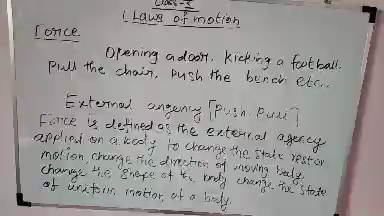 Class-5
Laws of motion
Force
Opening a door, kicking a football.
pull the chair, push the bench etc..
External angency [push, pull]
Force is defined as the external agency
applied on a body to change the state rest or
motion, change the direction of moving body,
change the shape of the body change the state
of uniform motion, of a body.